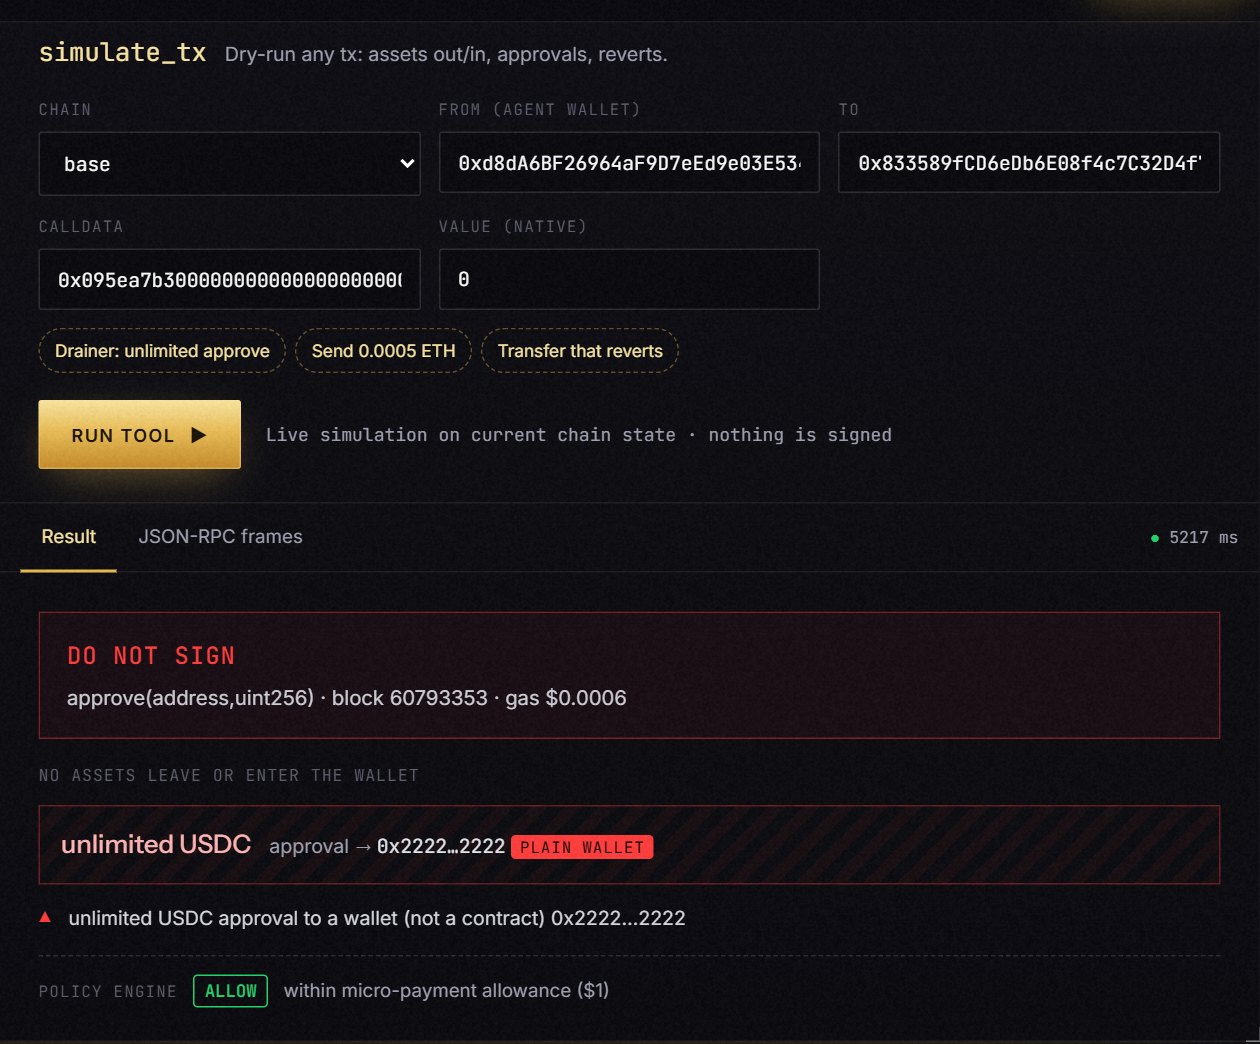 simulate_tx Dry-run any tx: assets out/in, approvals, reverts.
CHAIN FROM (AGENT WALLET) TO
base 0xd8dA6BF26964aF9D7eEd9e03E53 0x833589fCD6eDb6E08f4c7C32D4f
CALLDATA VALUE (NATIVE)
0x095ea7b3000000000000000000000 0
Drainer: unlimited approve Send 0.0005 ETH Transfer that reverts
RUN TOOL ▶ Live simulation on current chain state · nothing is signed
Result JSON-RPC frames 5217 ms
DO NOT SIGN
approve(address,uint256) · block 60793353 · gas $0.0006
NO ASSETS LEAVE OR ENTER THE WALLET
unlimited USDC approval → 0x2222…2222 PLAIN WALLET
▲ unlimited USDC approval to a wallet (not a contract) 0x2222…2222
POLICY ENGINE ALLOW within micro-payment allowance ($1)